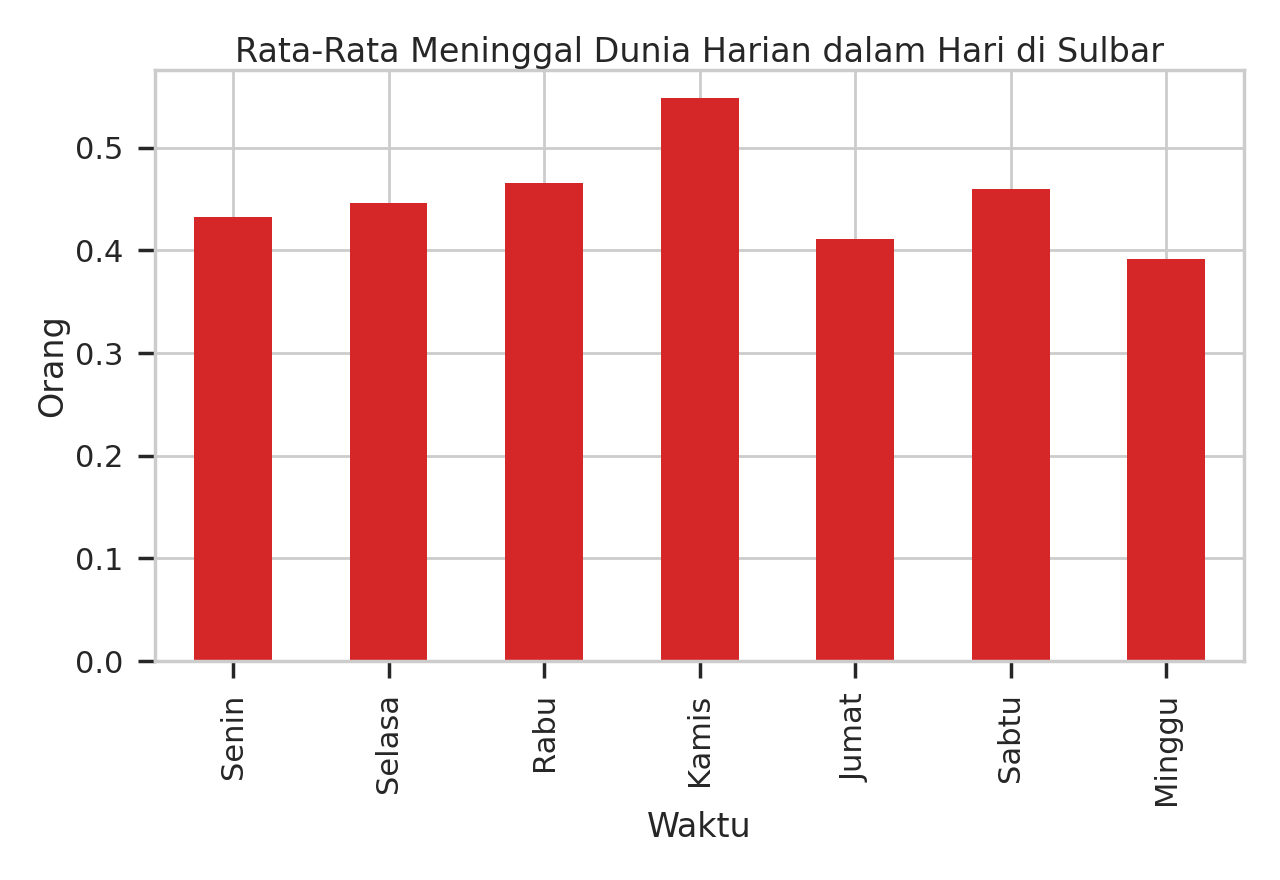 Rata-Rata Meninggal Dunia Harian dalam Hari di Sulbar
Orang
0.5
0.4
0.3
0.2
0.1
0.0
Senin
Selasa
Rabu
Kamis
Jumat
Sabtu
Minggu
Waktu